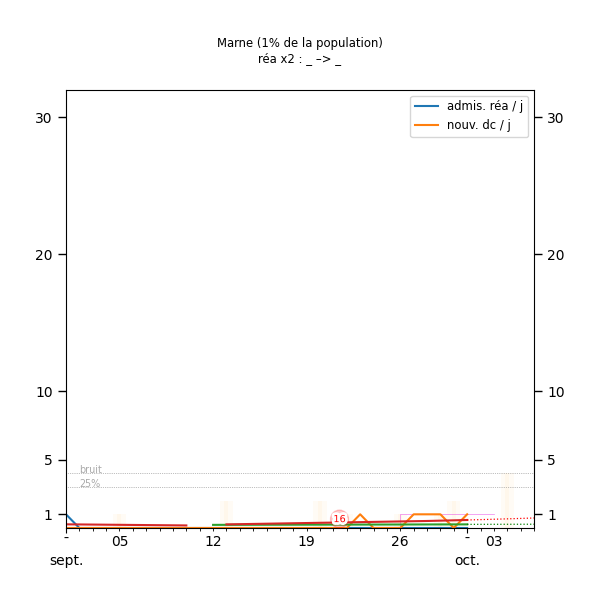 Marne (1% de la population)
réa x2 : _ –> _
admis. réa / j
nouv. dc / j
30
30
20
20
10
10
5
5
bruit
25%
16
1
1
-
05
12
19
26
-
03
sept.
oct.